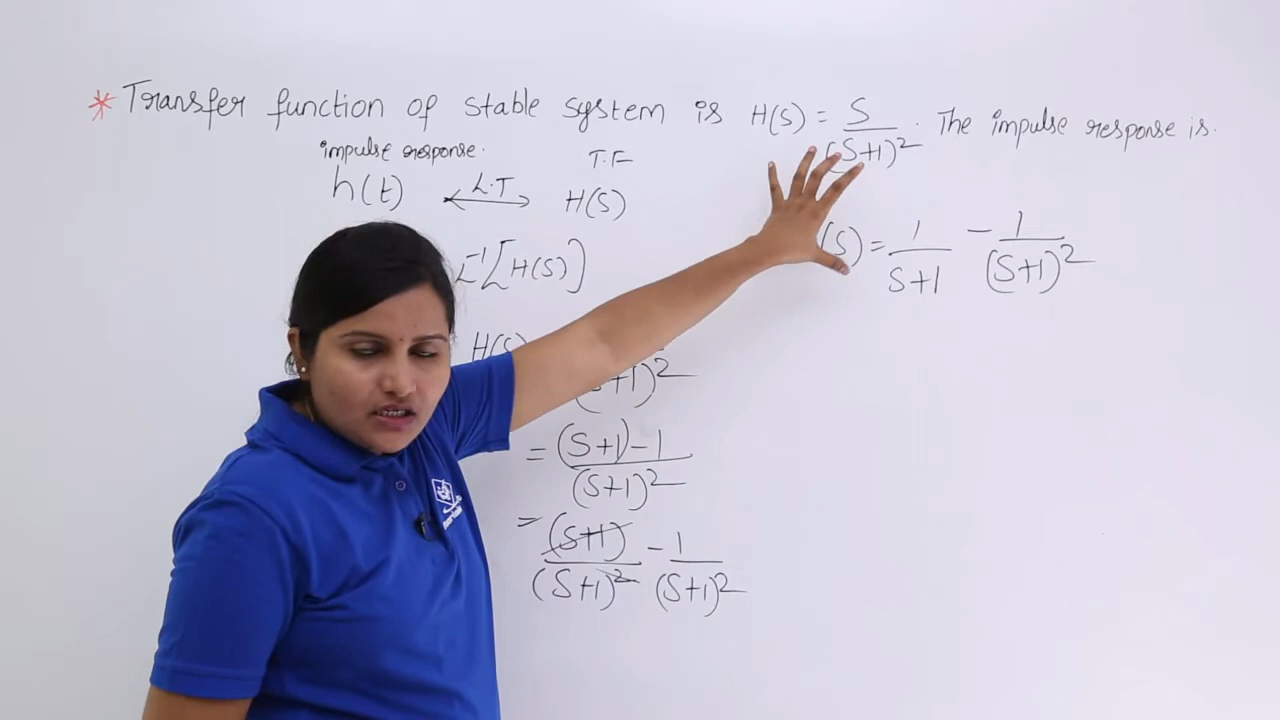 * Transfer function of stable system is H(S) = S / (S+1)². The impulse response is.
impulse response. T.F
h(t) <—L.T—> H(S)
L⁻¹[H(S)]
(S) = 1/(S+1) - 1/(S+1)²
H(S)
+1)²
= (S+1)-1 / (S+1)²
= (S+1)/(S+1)² - 1/(S+1)²